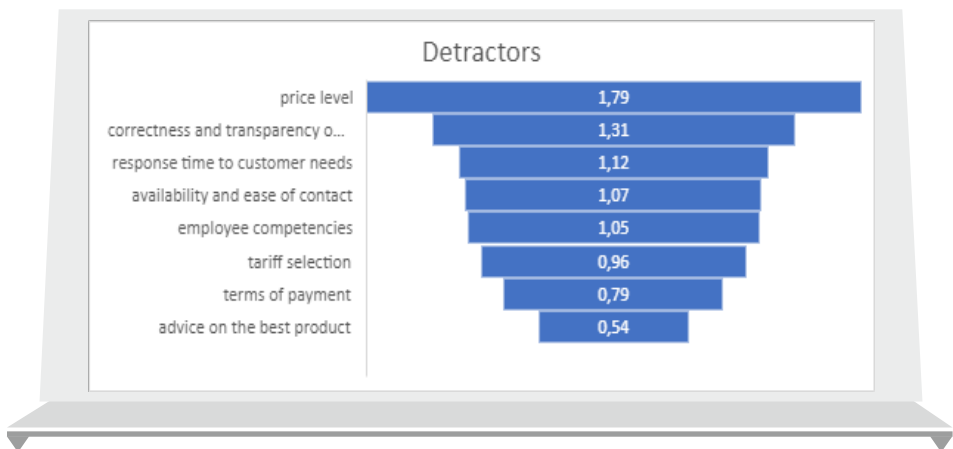 Detractors
price level 1,79
correctness and transparency o... 1,31
response time to customer needs 1,12
availability and ease of contact 1,07
employee competencies 1,05
tariff selection 0,96
terms of payment 0,79
advice on the best product 0,54